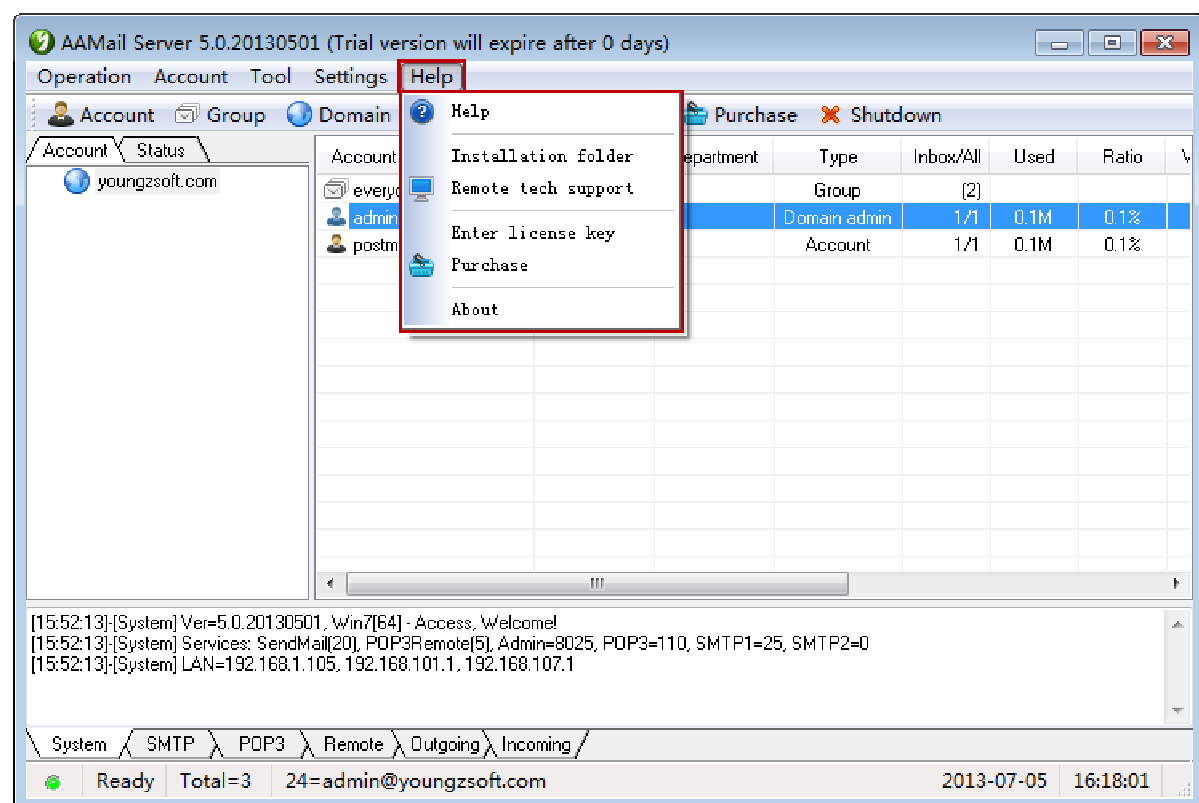 AAMail Server 5.0.20130501 (Trial version will expire after 0 days)
Operation Account Tool Settings Help
Account Group Domain Purchase Shutdown
Help
Installation folder
Remote tech support
Enter license key
Purchase
About
Account Status
youngzsoft.com
Account epartment Type Inbox/All Used Ratio
everyo Group (2)
admin Domain admin 1/1 0.1M 0.1%
postm Account 1/1 0.1M 0.1%
[15:52:13]-[System] Ver=5.0.20130501, Win7[64] - Access, Welcome!
[15:52:13]-[System] Services: SendMail(20), POP3Remote(5), Admin=8025, POP3=110, SMTP1=25, SMTP2=0
[15:52:13]-[System] LAN=192.168.1.105, 192.168.101.1, 192.168.107.1
System SMTP POP3 Remote Outgoing Incoming
Ready Total=3 24=admin@youngzsoft.com 2013-07-05 16:18:01